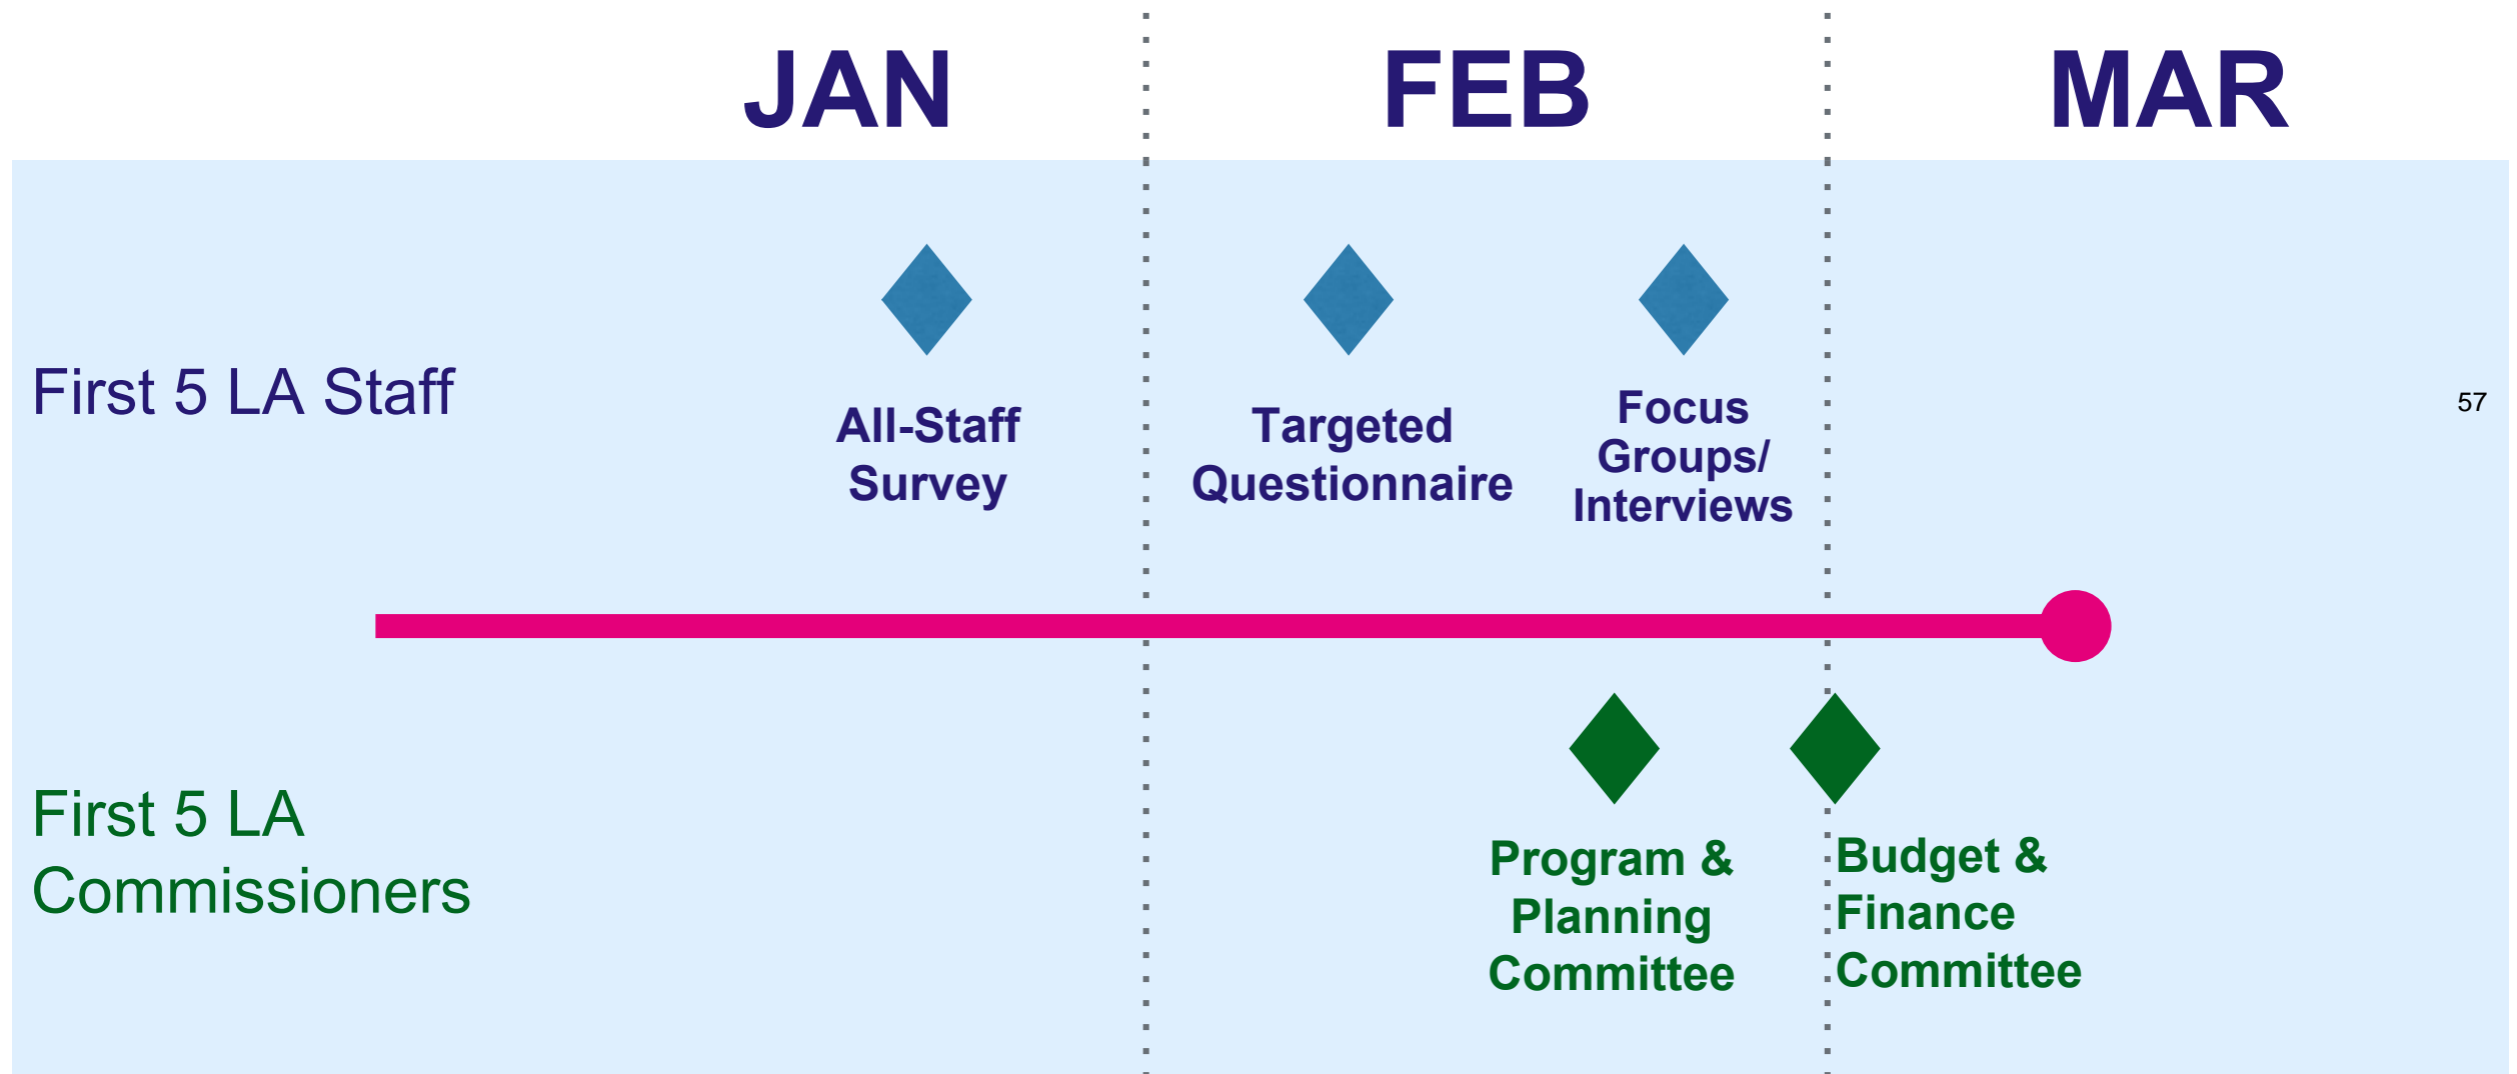 JAN
FEB
MAR
First 5 LA Staff
All-Staff
Survey
Targeted
Questionnaire
Focus
Groups/
Interviews
57
First 5 LA
Commissioners
Program &
Planning
Committee
Budget &
Finance
Committee